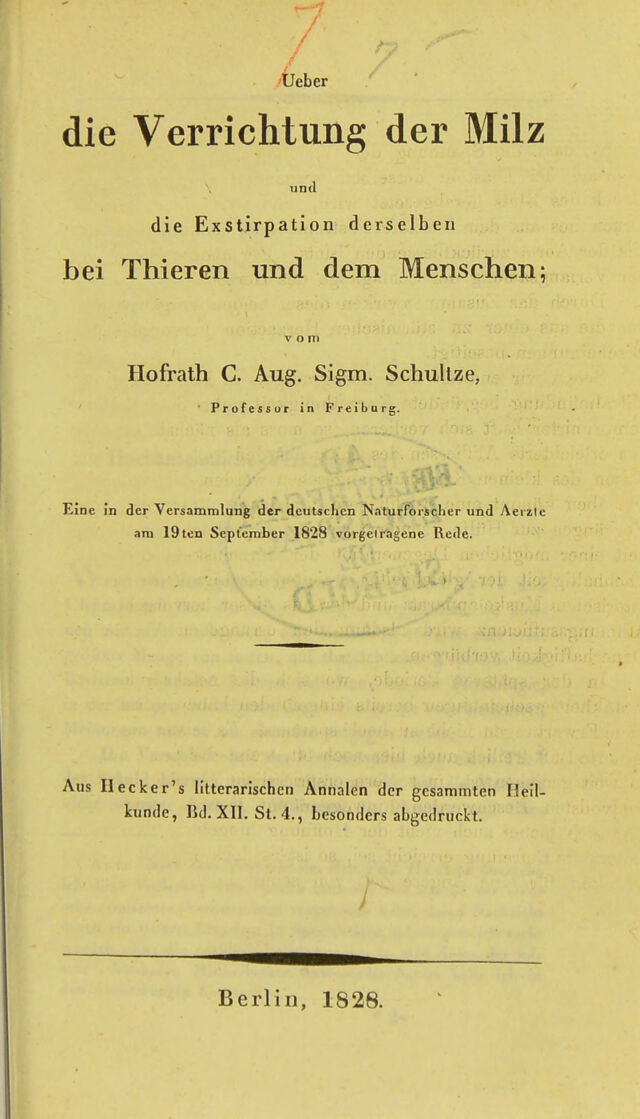 7 7
Ueber
die Verrichtung der Milz
und
die Exstirpation derselben
bei Thieren und dem Menschen;
vom
Hofrath C. Aug. Sigm. Schultze,
Professor in Freiburg.
Eine in der Versammlung der deutschen Naturforscher und Aerzte
am 19ten September 1828 vorgetragene Rede.
Aus Hecker's litterarischen Annalen der gesammten Heil-
kunde, Bd. XII. St. 4., besonders abgedruckt.
Berlin, 1828.